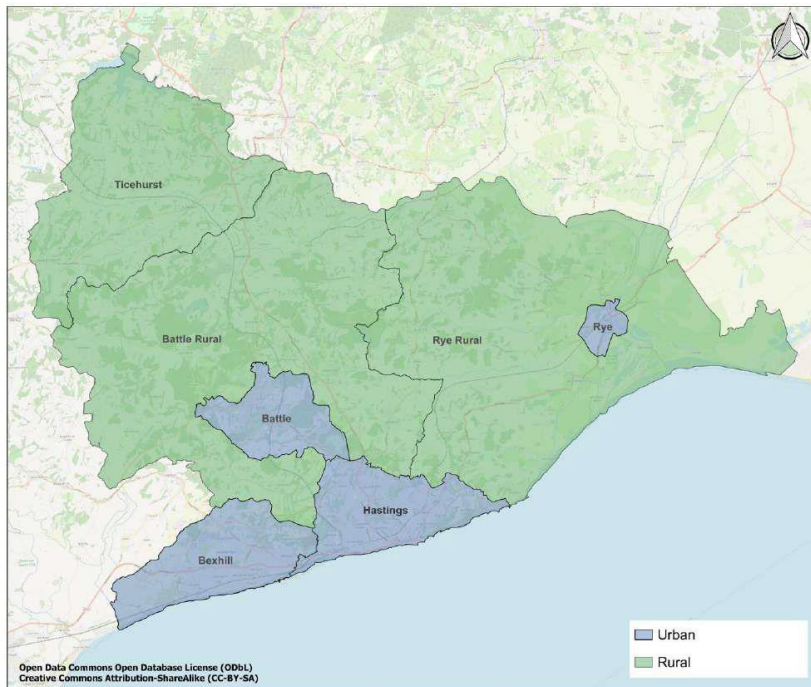 Ticehurst
Battle Rural
Rye Rural
Rye
Battle
Hastings
Bexhill
Urban
Rural
Open Data Commons Open Database License (ODbL)
Creative Commons Attribution-ShareAlike (CC-BY-SA)